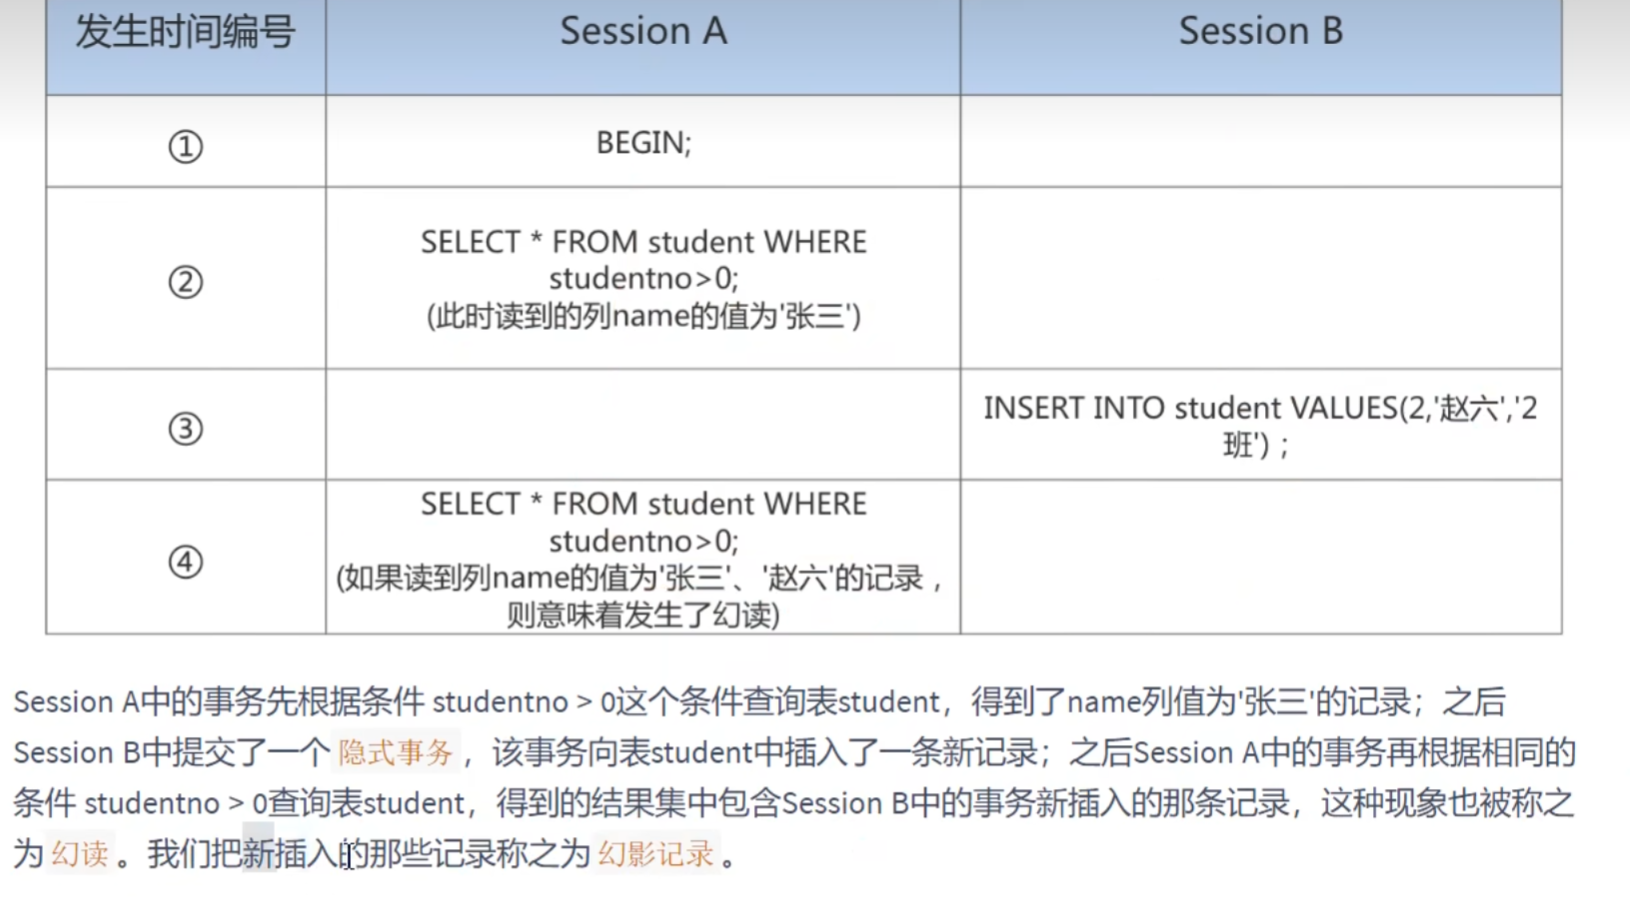 发生时间编号 Session A Session B
① BEGIN;
② SELECT * FROM student WHERE
studentno>0;
(此时读到的列name的值为'张三')
③ INSERT INTO student VALUES(2,'赵六','2
班') ;
④ SELECT * FROM student WHERE
studentno>0;
(如果读到列name的值为'张三'、'赵六'的记录，
则意味着发生了幻读)
Session A中的事务先根据条件 studentno > 0这个条件查询表student，得到了name列值为'张三'的记录；之后
Session B中提交了一个 隐式事务 ，该事务向表student中插入了一条新记录；之后Session A中的事务再根据相同的
条件 studentno > 0查询表student，得到的结果集中包含Session B中的事务新插入的那条记录，这种现象也被称之
为 幻读 。我们把新插入的那些记录称之为 幻影记录 。